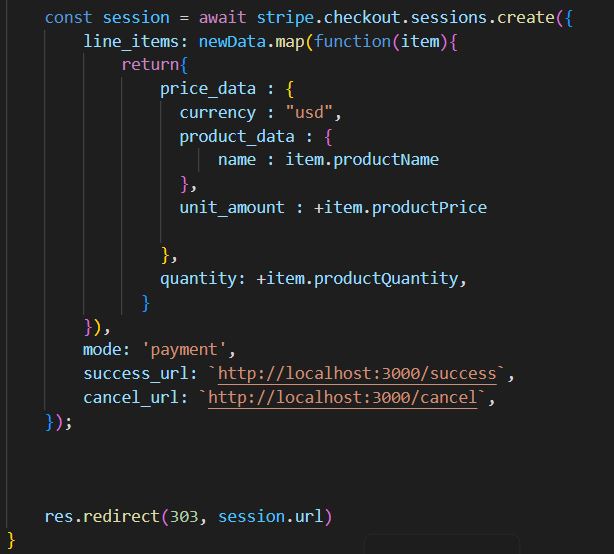 const session = await stripe.checkout.sessions.create({
line_items: newData.map(function(item){
return{
price_data : {
currency : "usd",
product_data : {
name : item.productName
},
unit_amount : +item.productPrice
},
quantity: +item.productQuantity,
}
}),
mode: 'payment',
success_url: `http://localhost:3000/success`,
cancel_url: `http://localhost:3000/cancel`,
});
res.redirect(303, session.url)
}